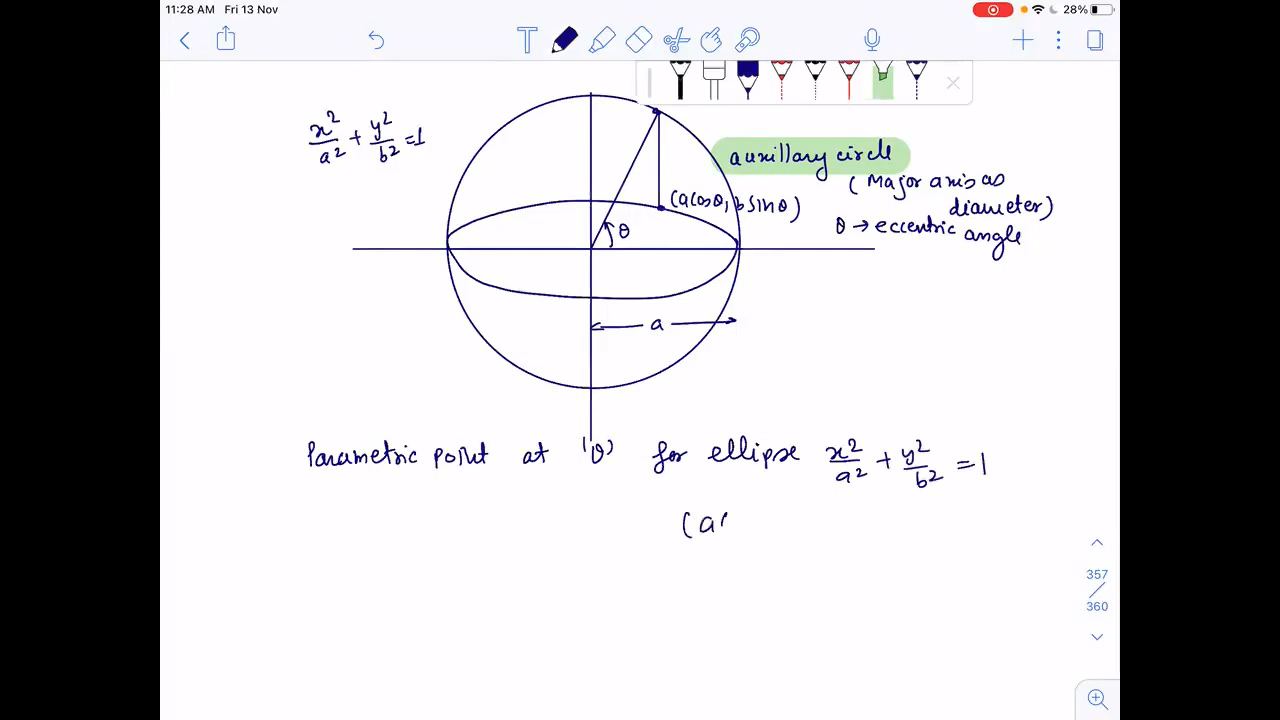 11:28 AM Fri 13 Nov
28%
T
x²/a² + y²/b² = 1
auxillary circle
(Major axis as
diameter)
(acosθ, bsinθ)
θ → eccentric angle
θ
a
Parametric point at 'θ' for ellipse x²/a² + y²/b² = 1
(a
357
360